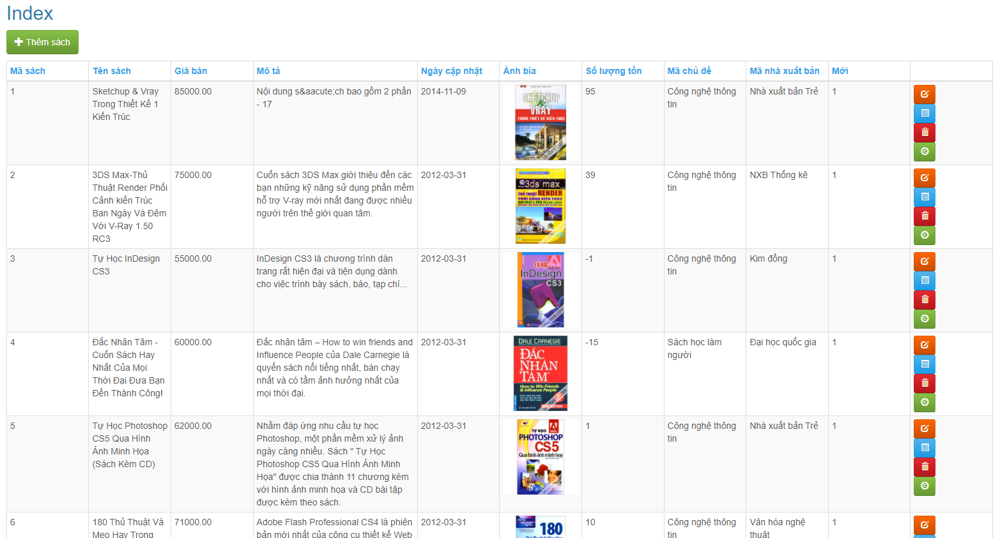 Index
Thêm sách
Mã sách Tên sách Giá bán Mô tả Ngày cập nhật Ảnh bìa Số lượng tồn Mã chủ đề Mã nhà xuất bản Mới
1 Sketchup & Vray 85000.00 Nội dung s&aacute;ch bao gồm 2 phần 2014-11-09 95 Công nghệ thông Nhà xuất bản Trẻ 1
Trong Thiết Kế 1 - 17 tin
Kiến Trúc
SKETCHUP
&
VRAY
TRONG THIẾT KẾ KIẾN TRÚC
2 3DS Max-Thủ 75000.00 Cuốn sách 3DS Max giới thiệu đến các 2012-03-31 39 Công nghệ thông NXB Thống kê 1
Thuật Render Phối bạn những kỹ năng sử dụng phần mềm tin
Cảnh kiến Trúc hỗ trợ V-ray mới nhất đang được nhiều
Ban Ngày Và Đêm người trên thế giới quan tâm.
Với V-Ray 1.50
RC3
3ds max
THỦ THUẬT RENDER
PHỐI CẢNH KIẾN TRÚC
3 Tự Học InDesign 55000.00 InDesign CS3 là chương trình dàn 2012-03-31 -1 Công nghệ thông Kim đồng 1
CS3 trang rất hiện đại và tiện dụng dành tin
cho việc trình bày sách, báo, tạp chí...
TỰ HỌC
Adobe
InDesign
CS3
4 Đắc Nhân Tâm - 60000.00 Đắc nhân tâm – How to win friends and 2012-03-31 -15 Sách học làm Đại học quốc gia 1
Cuốn Sách Hay Influence People của Dale Carnegie là người
Nhất Của Mọi quyển sách nổi tiếng nhất, bán chạy
Thời Đại Đưa Bạn nhất và có tầm ảnh hưởng nhất của
Đến Thành Công! mọi thời đại.
DALE CARNEGIE
ĐẮC
NHÂN
TÂM
How to Win Friends
& Influence People
NEW EDITION
5 Tự Học Photoshop 62000.00 Nhằm đáp ứng nhu cầu tự học 2012-03-31 1 Công nghệ thông Nhà xuất bản Trẻ 1
CS5 Qua Hình Photoshop, một phần mềm xử lý ảnh tin
Ảnh Minh Họa ngày càng nhiều. Sách " Tự Học
(Sách Kèm CD) Photoshop CS5 Qua Hình Ảnh Minh
Họa" được chia thành 11 chương kèm
với hình ảnh minh họa và CD bài tập
được kèm theo sách.
TỰ HỌC
PHOTOSHOP
CS5
Qua hình ảnh minh họa
6 180 Thủ Thuật Và 71000.00 Adobe Flash Professional CS4 là phiên 2012-03-31 10 Công nghệ thông Văn hóa nghệ 1
Mẹo Hay Trong bản mới nhất của công cụ thiết kế Web tin thuật
180